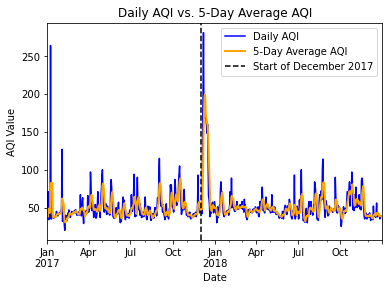 Daily AQI vs. 5-Day Average AQI
Daily AQI
5-Day Average AQI
Start of December 2017
AQI Value
250
200
150
100
50
Jan Apr Jul Oct Jan Apr Jul Oct
2017 2018
Date